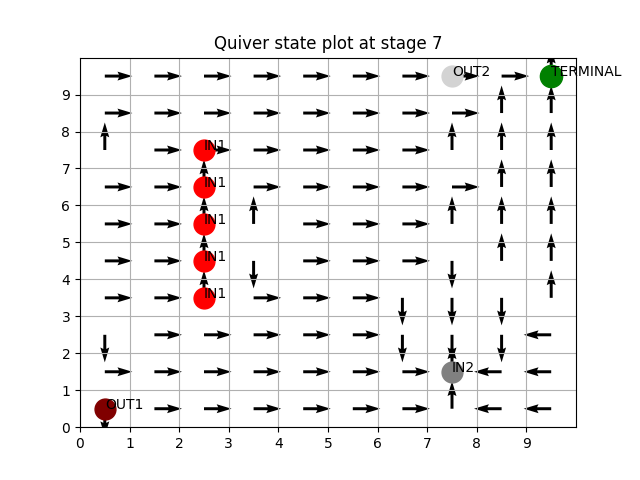 Quiver state plot at stage 7
OUT2
TERMINAL
9
8
IN1
7
IN1
6
IN1
5
IN1
4
IN1
3
2
IN2
1
OUT1
0
0 1 2 3 4 5 6 7 8 9